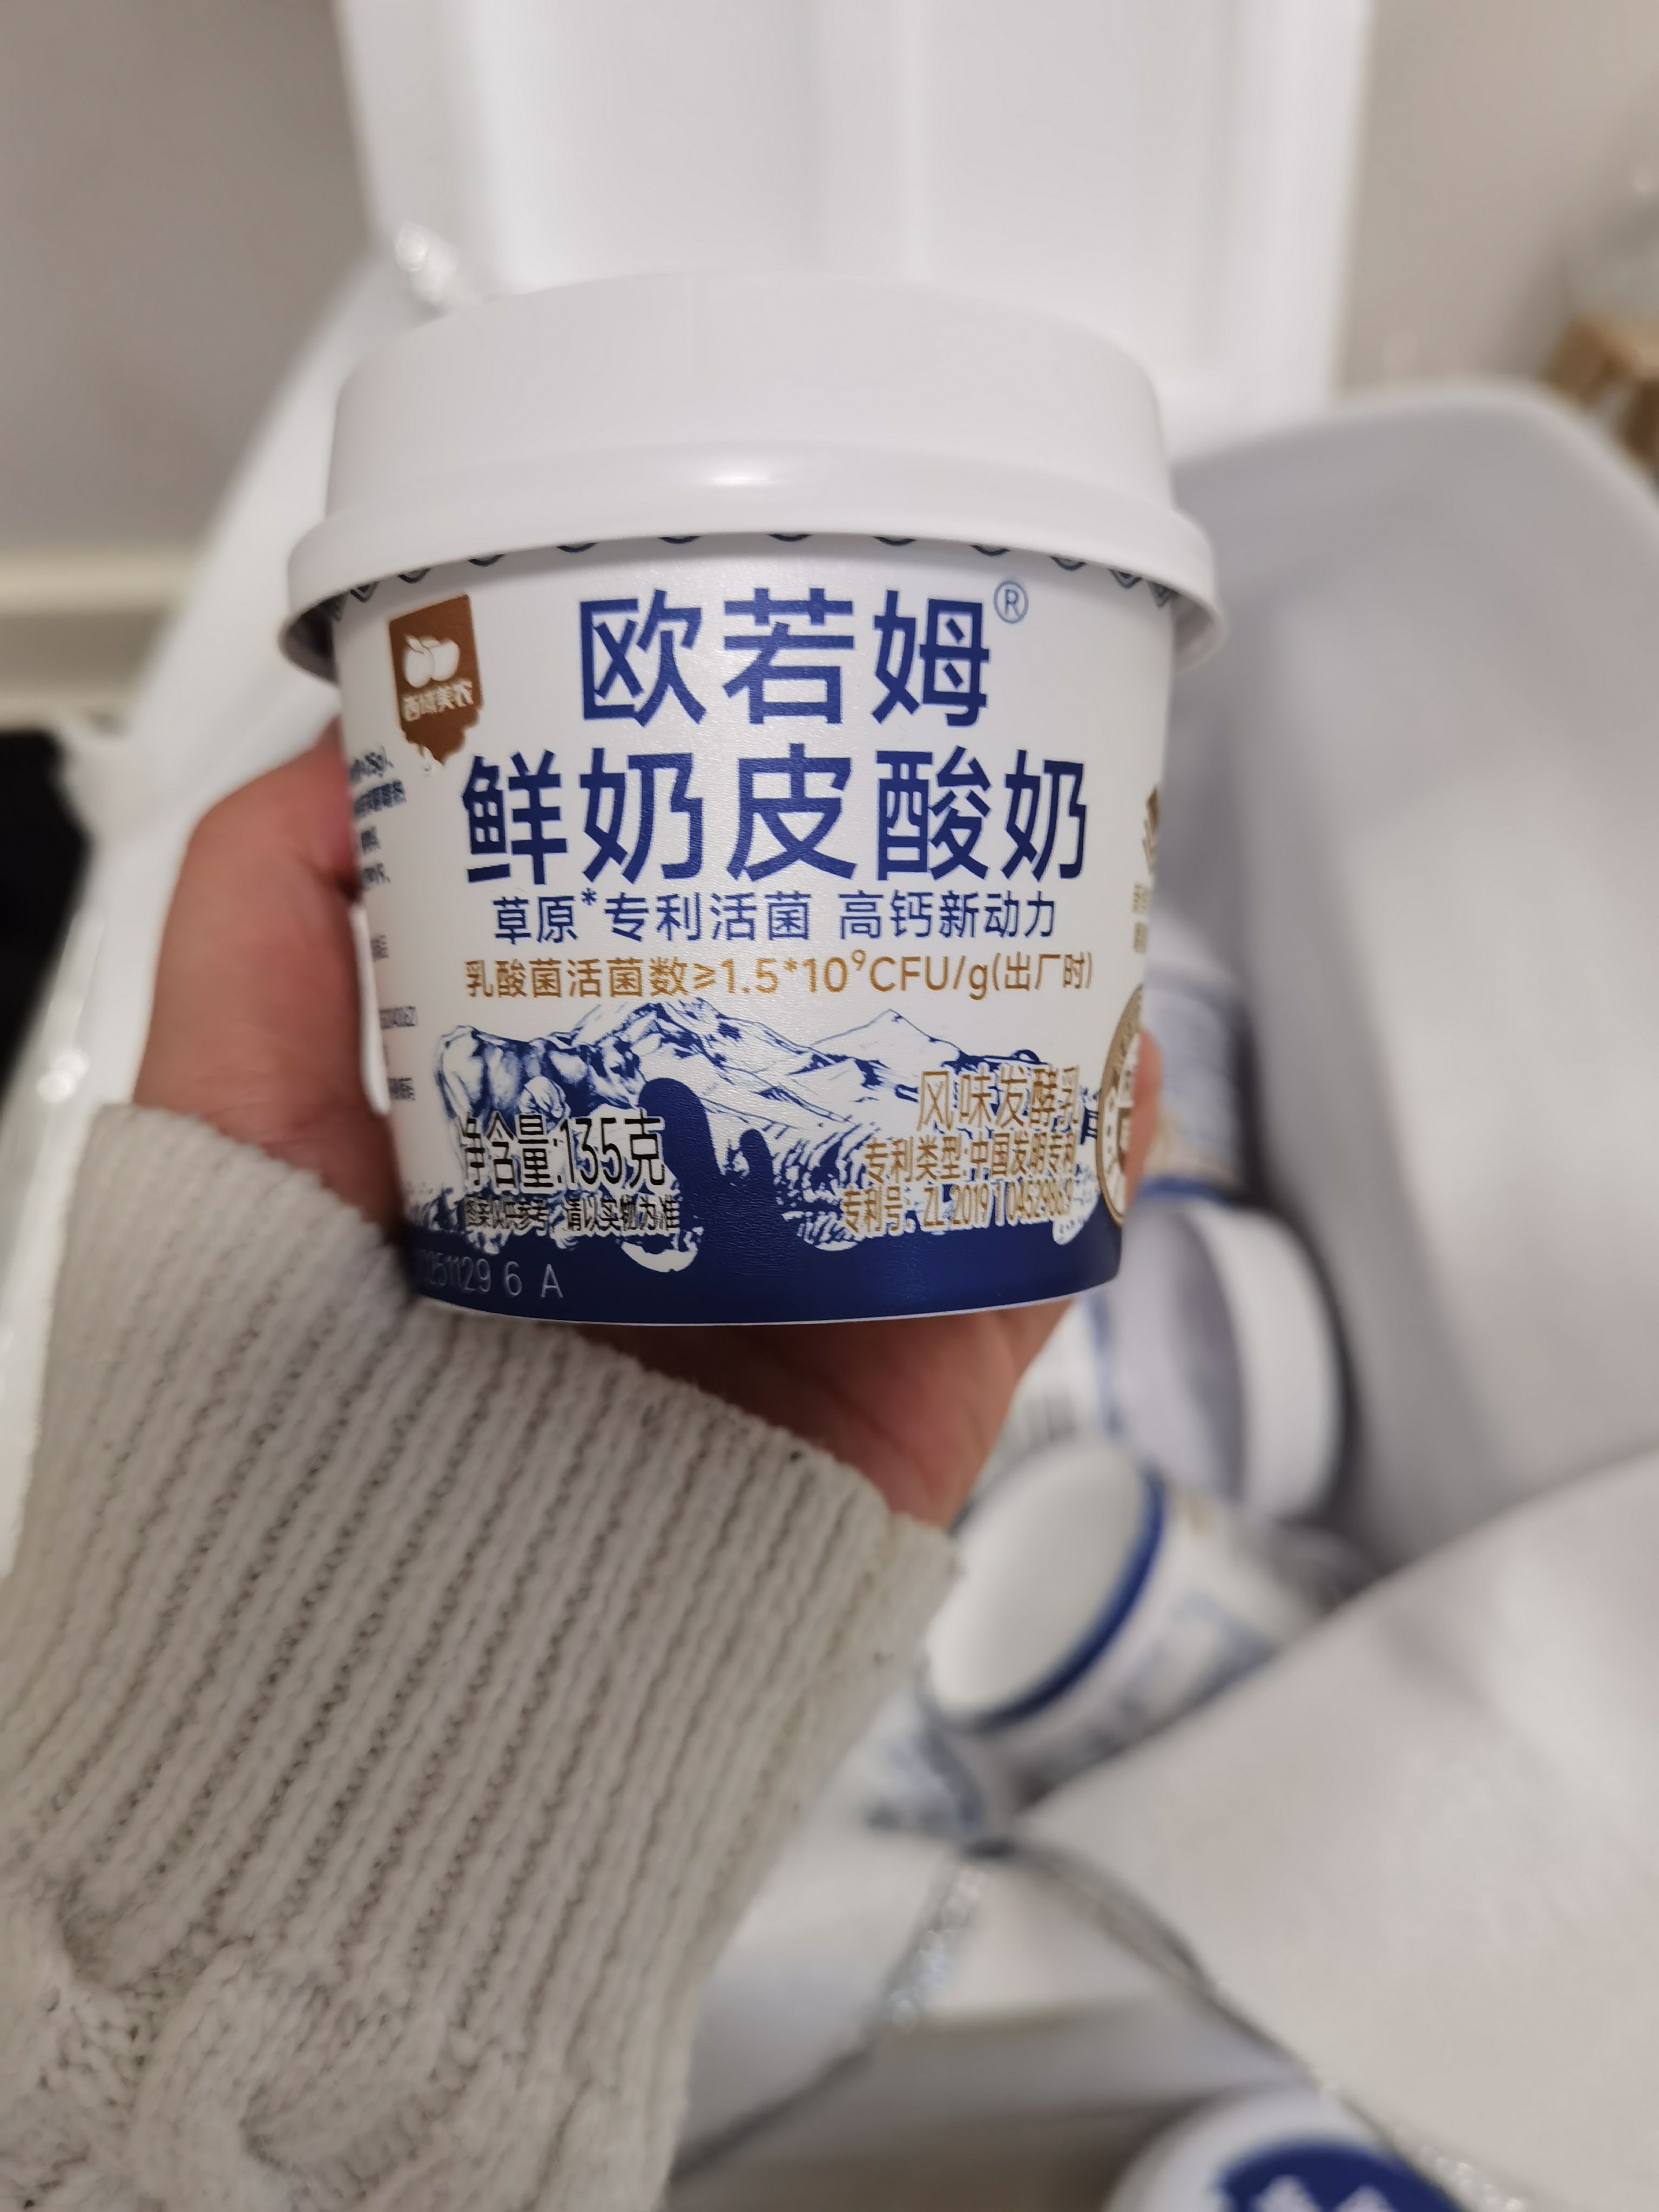 西域美农
欧若姆®
鲜奶皮酸奶
草原*专利活菌 高钙新动力
乳酸菌活菌数≥1.5*10⁹CFU/g(出厂时)
风味发酵乳
净含量:135克
专利类型:中国发明专利
图案仅供参考,请以实物为准
专利号:
251129 6 A